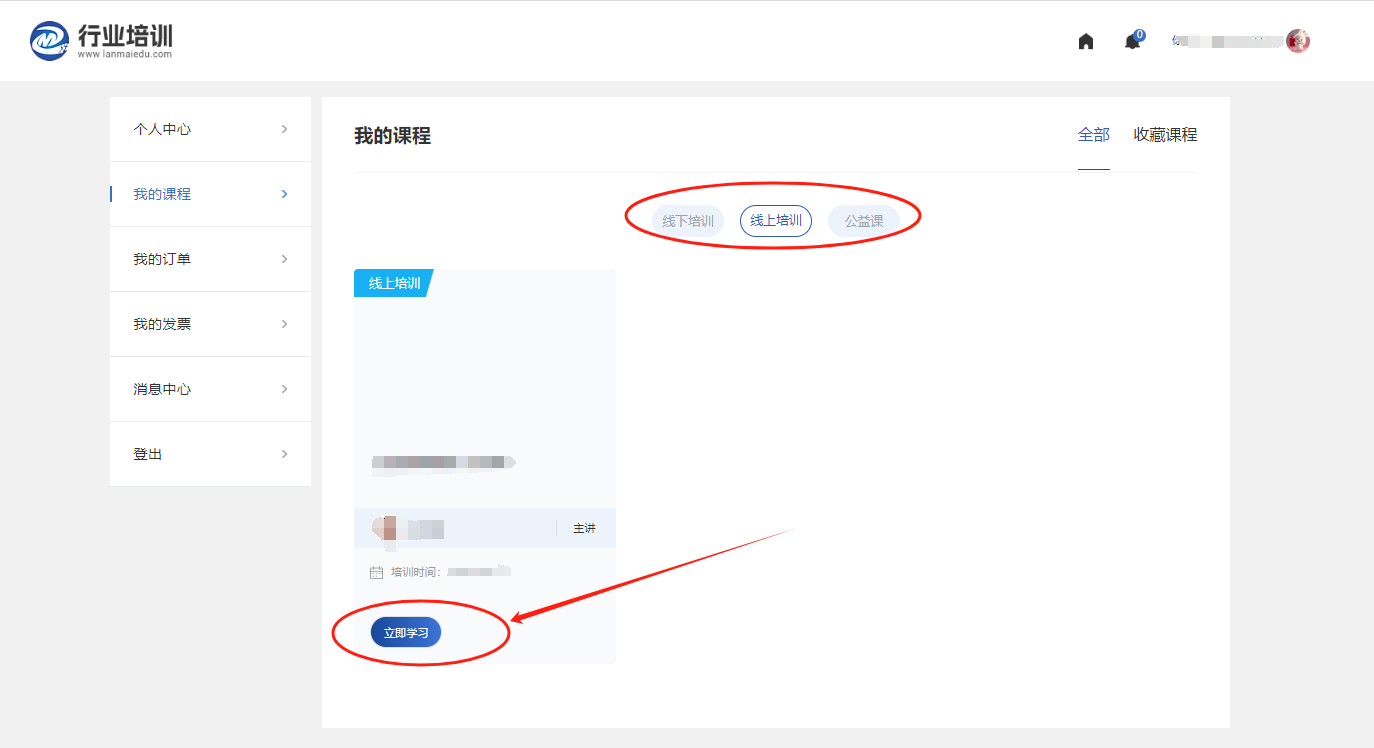 行业培训
www.lanmaiedu.com
0
个人中心
我的课程
我的订单
我的发票
消息中心
登出
我的课程
全部 收藏课程
线下培训 线上培训 公益课
线上培训
主讲
培训时间:
立即学习